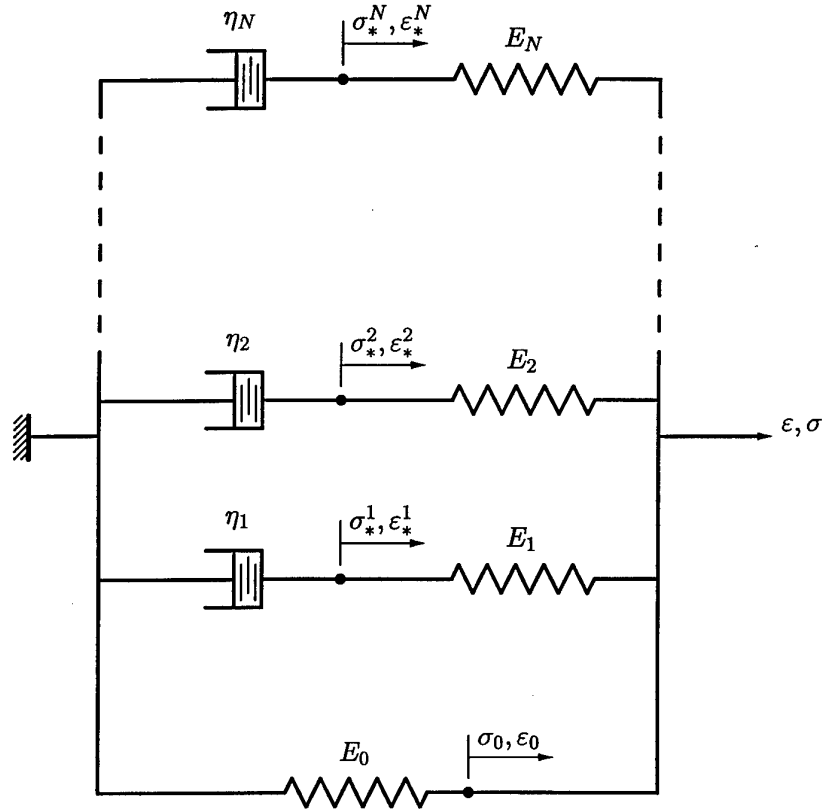 η_N
σ_*^N, ε_*^N
E_N
η_2
σ_*^2, ε_*^2
E_2
ε, σ
η_1
σ_*^1, ε_*^1
E_1
E_0
σ_0, ε_0